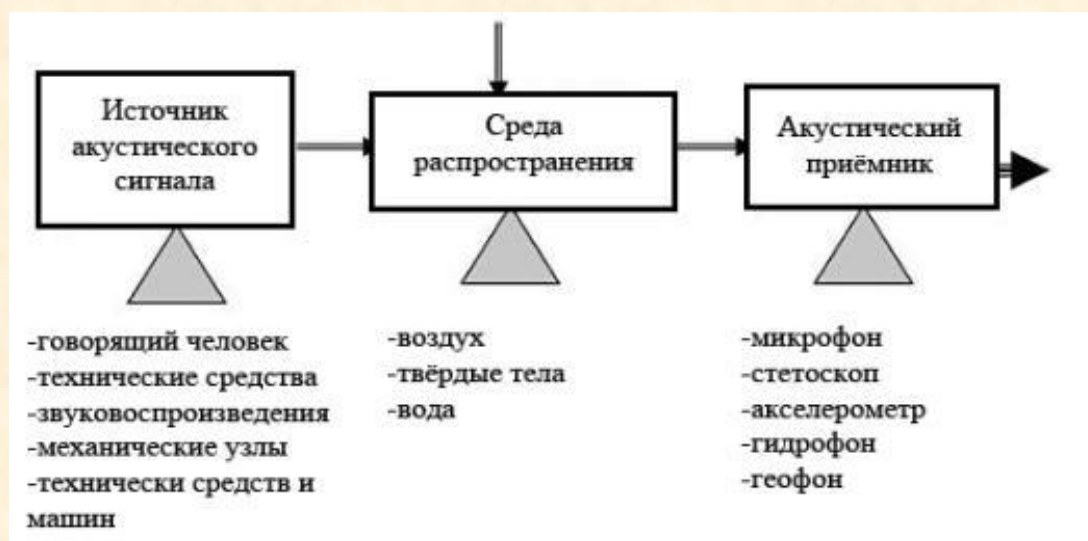 Источник
акустического
сигнала
Среда
распространения
Акустический
приёмник
-говорящий человек
-технические средства
-звуковоспроизведения
-механические узлы
-технически средств и
машин
-воздух
-твёрдые тела
-вода
-микрофон
-стетоскоп
-акселерометр
-гидрофон
-геофон